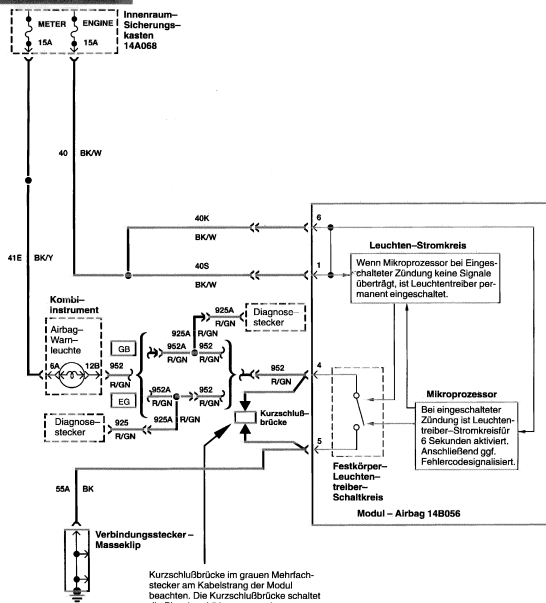 METER
ENGINE
15A
15A
Innenraum–
Sicherungs–
kasten
14A068
40 BK/W
41E BK/Y
40K
BK/W
40S
BK/W
6
1
Leuchten–Stromkreis
Wenn Mikroprozessor bei Einges-
chalteter Zündung keine Signale
überträgt, ist Leuchtentreiber per-
manent eingeschaltet.
Kombi–
instrument
Airbag–
Warn–
leuchte
6A
12B
952
R/GN
GB
EG
925A
R/GN
Diagnose–
stecker
925A R/GN
952A
R/GN
952
R/GN
952A
R/GN
952
R/GN
925A R/GN
Diagnose–
stecker
925
R/GN
952
R/GN
4
5
Kurzschluß–
brücke
Mikroprozessor
Bei eingeschalteter
Zündung ist Leuchten-
treiber–Stromkreisfür
6 Sekunden aktiviert.
Anschließend ggf.
Fehlercodesignalisiert.
Festkörper–
Leuchten–
treiber–
Schaltkreis
Modul – Airbag 14B056
55A BK
Verbindungsstecker –
Masseklip
Kurzschlußbrücke im grauen Mehrfach-
stecker am Kabelstrang der Modul
beachten. Die Kurzschlußbrücke schaltet